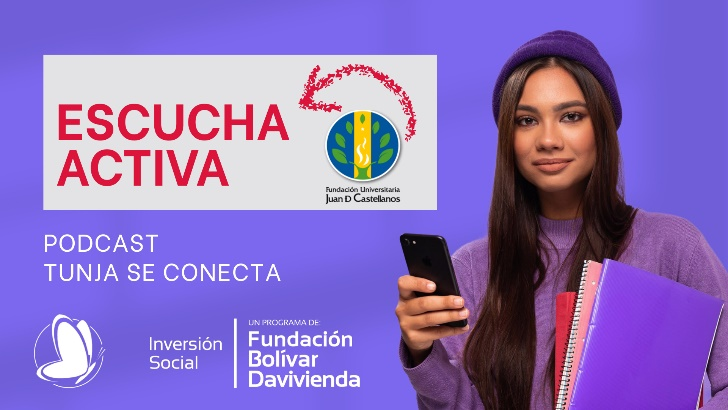 ESCUCHA
ACTIVA
Fundación Universitaria
Juan D Castellanos
PODCAST
TUNJA SE CONECTA
Inversión
Social
UN PROGRAMA DE:
Fundación
Bolívar
Davivienda